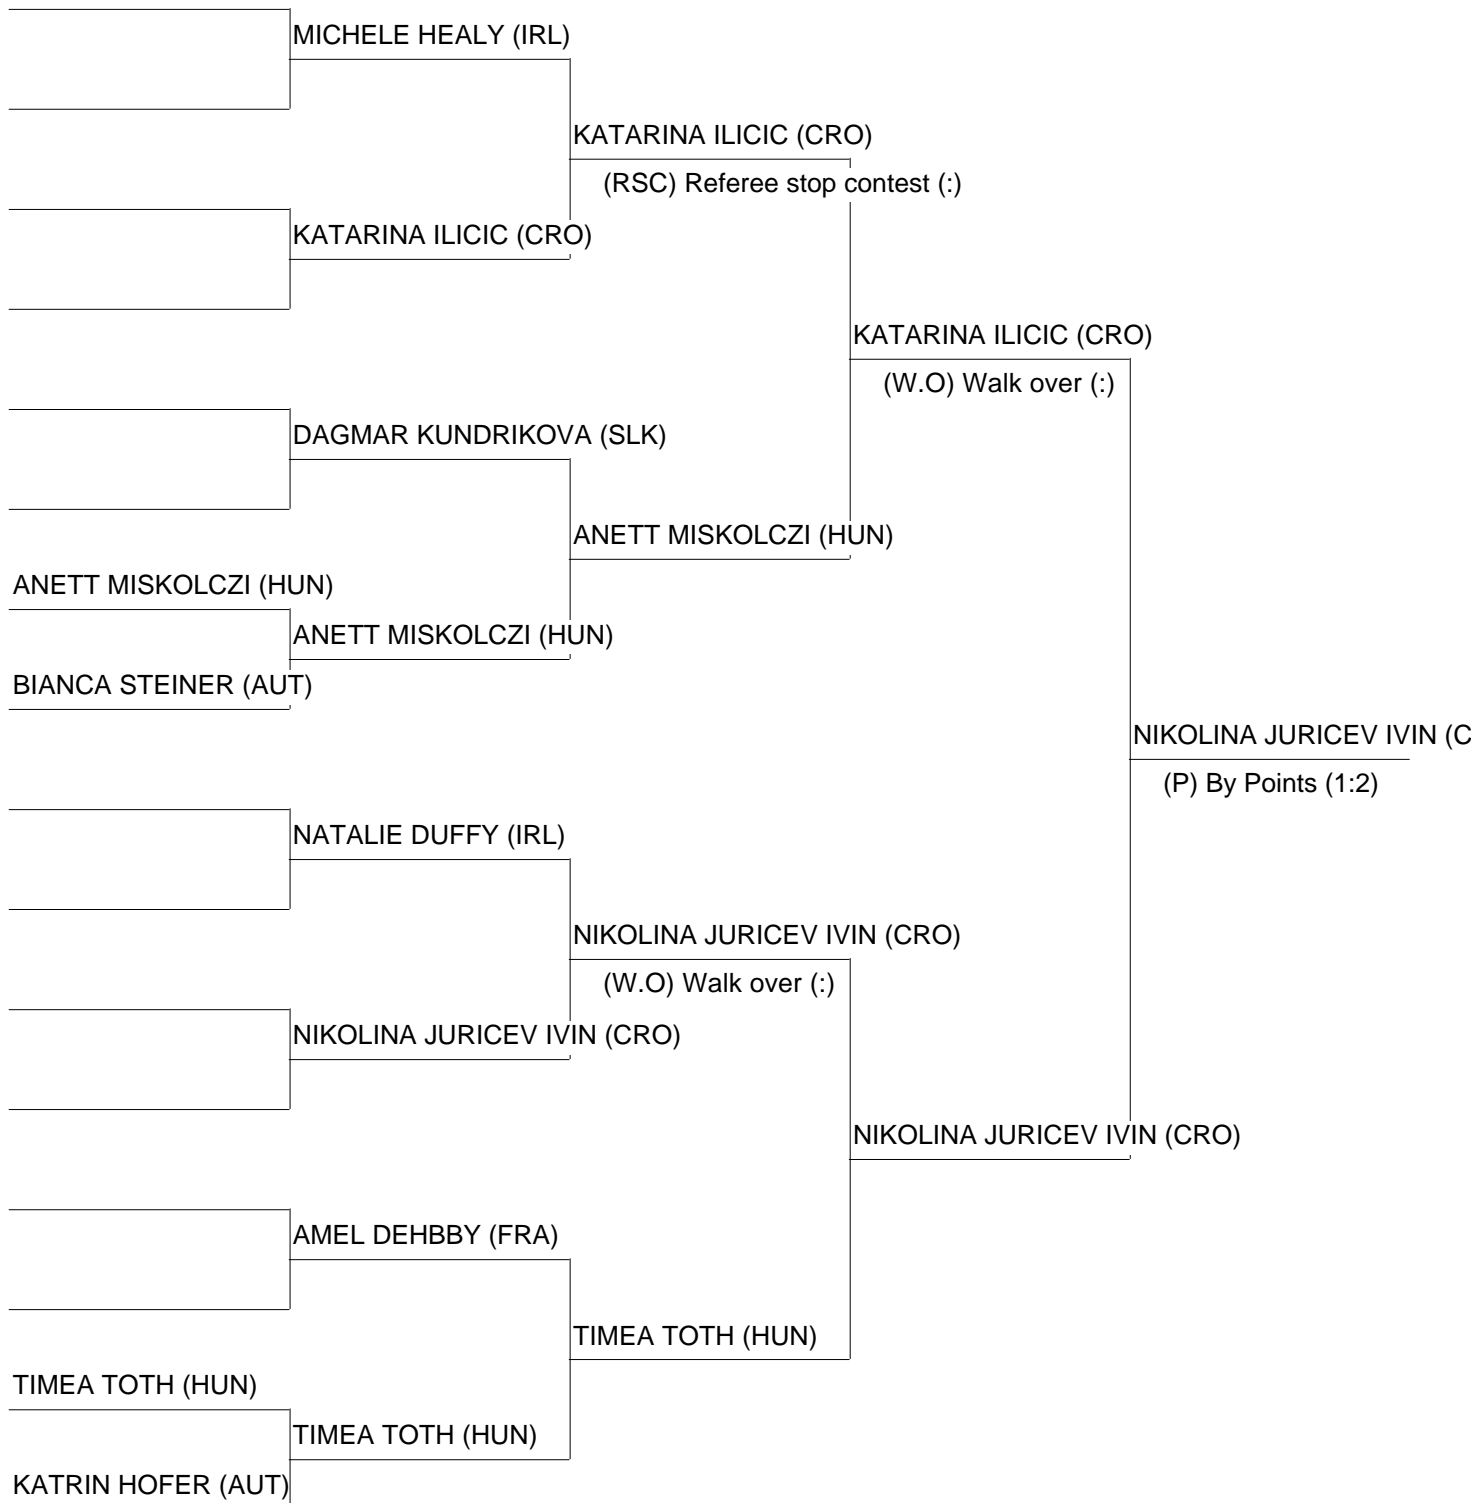 MICHELE HEALY (IRL)
KATARINA ILICIC (CRO)
(RSC) Referee stop contest (:)
KATARINA ILICIC (CRO)
KATARINA ILICIC (CRO)
(W.O) Walk over (:)
DAGMAR KUNDRIKOVA (SLK)
ANETT MISKOLCZI (HUN)
ANETT MISKOLCZI (HUN)
ANETT MISKOLCZI (HUN)
BIANCA STEINER (AUT)
NIKOLINA JURICEV IVIN (C
(P) By Points (1:2)
NATALIE DUFFY (IRL)
NIKOLINA JURICEV IVIN (CRO)
(W.O) Walk over (:)
NIKOLINA JURICEV IVIN (CRO)
NIKOLINA JURICEV IVIN (CRO)
AMEL DEHBBY (FRA)
TIMEA TOTH (HUN)
TIMEA TOTH (HUN)
TIMEA TOTH (HUN)
KATRIN HOFER (AUT)